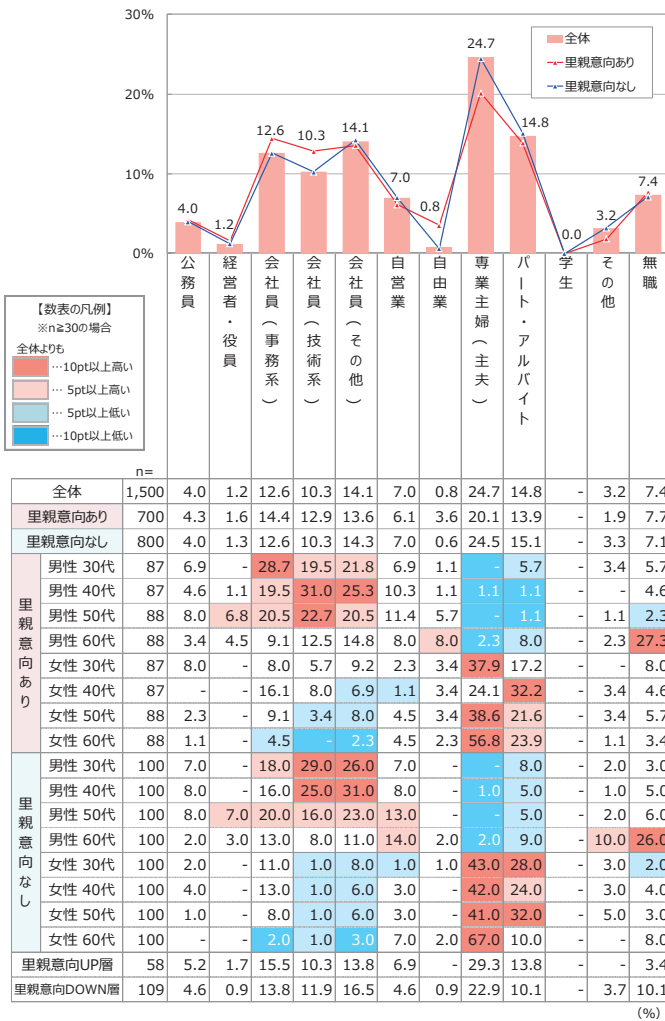 30%
20%
10%
0%
全体
里親意向あり
里親意向なし
4.0
1.2
12.6
10.3
14.1
7.0
0.8
24.7
14.8
0.0
3.2
7.4
公務員
経営者・役員
会社員(事務系)
会社員(技術系)
会社員(その他)
自営業
自由業
専業主婦(主夫)
パート・アルバイト
学生
その他
無職
【数表の凡例】
※n≧30の場合
全体よりも
…10pt以上高い
… 5pt以上高い
… 5pt以上低い
…10pt以上低い
n=
全体 1,500 4.0 1.2 12.6 10.3 14.1 7.0 0.8 24.7 14.8 - 3.2 7.4
里親意向あり 700 4.3 1.6 14.4 12.9 13.6 6.1 3.6 20.1 13.9 - 1.9 7.7
里親意向なし 800 4.0 1.3 12.6 10.3 14.3 7.0 0.6 24.5 15.1 - 3.3 7.1
里親意向あり
男性 30代 87 6.9 - 28.7 19.5 21.8 6.9 1.1 - 5.7 - 3.4 5.7
男性 40代 87 4.6 1.1 19.5 31.0 25.3 10.3 1.1 1.1 1.1 - - 4.6
男性 50代 88 8.0 6.8 20.5 22.7 20.5 11.4 5.7 - 1.1 - 1.1 2.3
男性 60代 88 3.4 4.5 9.1 12.5 14.8 8.0 8.0 2.3 8.0 - 2.3 27.3
女性 30代 87 8.0 - 8.0 5.7 9.2 2.3 3.4 37.9 17.2 - - 8.0
女性 40代 87 - - 16.1 8.0 6.9 1.1 3.4 24.1 32.2 - 3.4 4.6
女性 50代 88 2.3 - 9.1 3.4 8.0 4.5 3.4 38.6 21.6 - 3.4 5.7
女性 60代 88 1.1 - 4.5 - 2.3 4.5 2.3 56.8 23.9 - 1.1 3.4
里親意向なし
男性 30代 100 7.0 - 18.0 29.0 26.0 7.0 - - 8.0 - 2.0 3.0
男性 40代 100 8.0 - 16.0 25.0 31.0 8.0 - 1.0 5.0 - 1.0 5.0
男性 50代 100 8.0 7.0 20.0 16.0 23.0 13.0 - - 5.0 - 2.0 6.0
男性 60代 100 2.0 3.0 13.0 8.0 11.0 14.0 2.0 2.0 9.0 - 10.0 26.0
女性 30代 100 2.0 - 11.0 1.0 8.0 1.0 1.0 43.0 28.0 - 3.0 2.0
女性 40代 100 4.0 - 13.0 1.0 6.0 3.0 - 42.0 24.0 - 3.0 4.0
女性 50代 100 1.0 - 8.0 1.0 6.0 3.0 - 41.0 32.0 - 5.0 3.0
女性 60代 100 - - 2.0 1.0 3.0 7.0 2.0 67.0 10.0 - - 8.0
里親意向UP層 58 5.2 1.7 15.5 10.3 13.8 6.9 - 29.3 13.8 - - 3.4
里親意向DOWN層 109 4.6 0.9 13.8 11.9 16.5 4.6 0.9 22.9 10.1 - 3.7 10.1
(%)